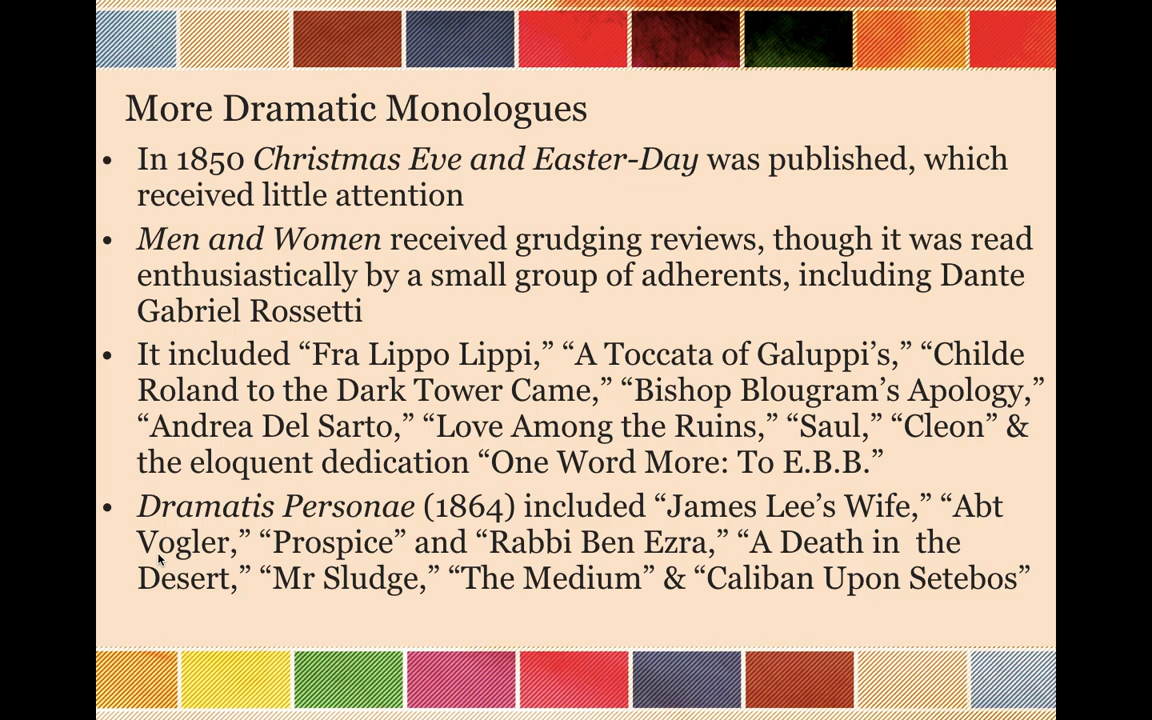 More Dramatic Monologues
• In 1850 Christmas Eve and Easter-Day was published, which
received little attention
• Men and Women received grudging reviews, though it was read
enthusiastically by a small group of adherents, including Dante
Gabriel Rossetti
• It included “Fra Lippo Lippi,” “A Toccata of Galuppi’s,” “Childe
Roland to the Dark Tower Came,” “Bishop Blougram’s Apology,”
“Andrea Del Sarto,” “Love Among the Ruins,” “Saul,” “Cleon” &
the eloquent dedication “One Word More: To E.B.B.”
• Dramatis Personae (1864) included “James Lee’s Wife,” “Abt
Vogler,” “Prospice” and “Rabbi Ben Ezra,” “A Death in  the
Desert,” “Mr Sludge,” “The Medium” & “Caliban Upon Setebos”